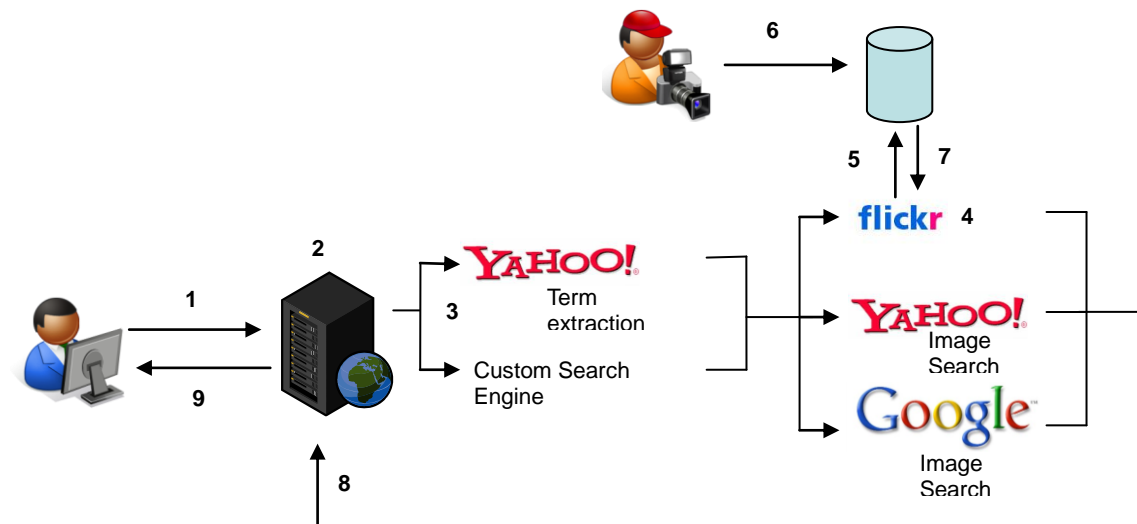 6
5
7
flickr
4
2
YAHOO!
®
1
3
Term
extraction
YAHOO!
®
Image
Search
9
Custom Search
Engine
Google
™
Image
Search
8